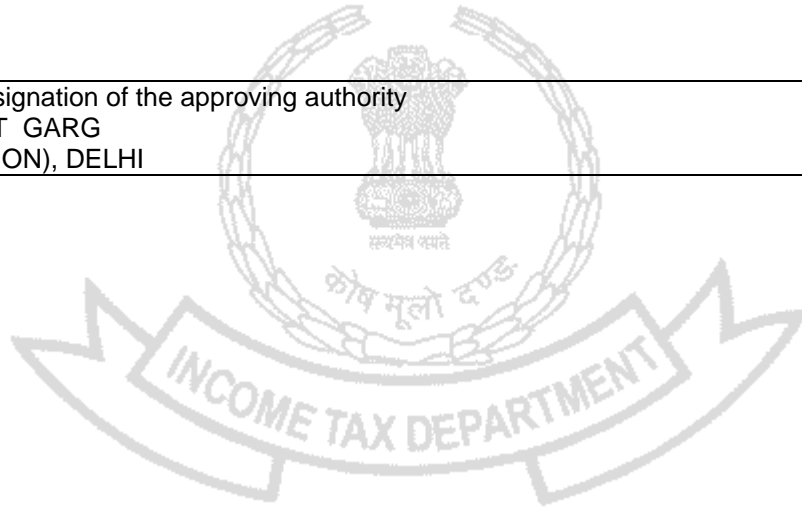 signation of the approving authority
T GARG
ON), DELHI
सत्यमेव जयते
कोष मूलो दण्डः
INCOME TAX DEPARTMENT